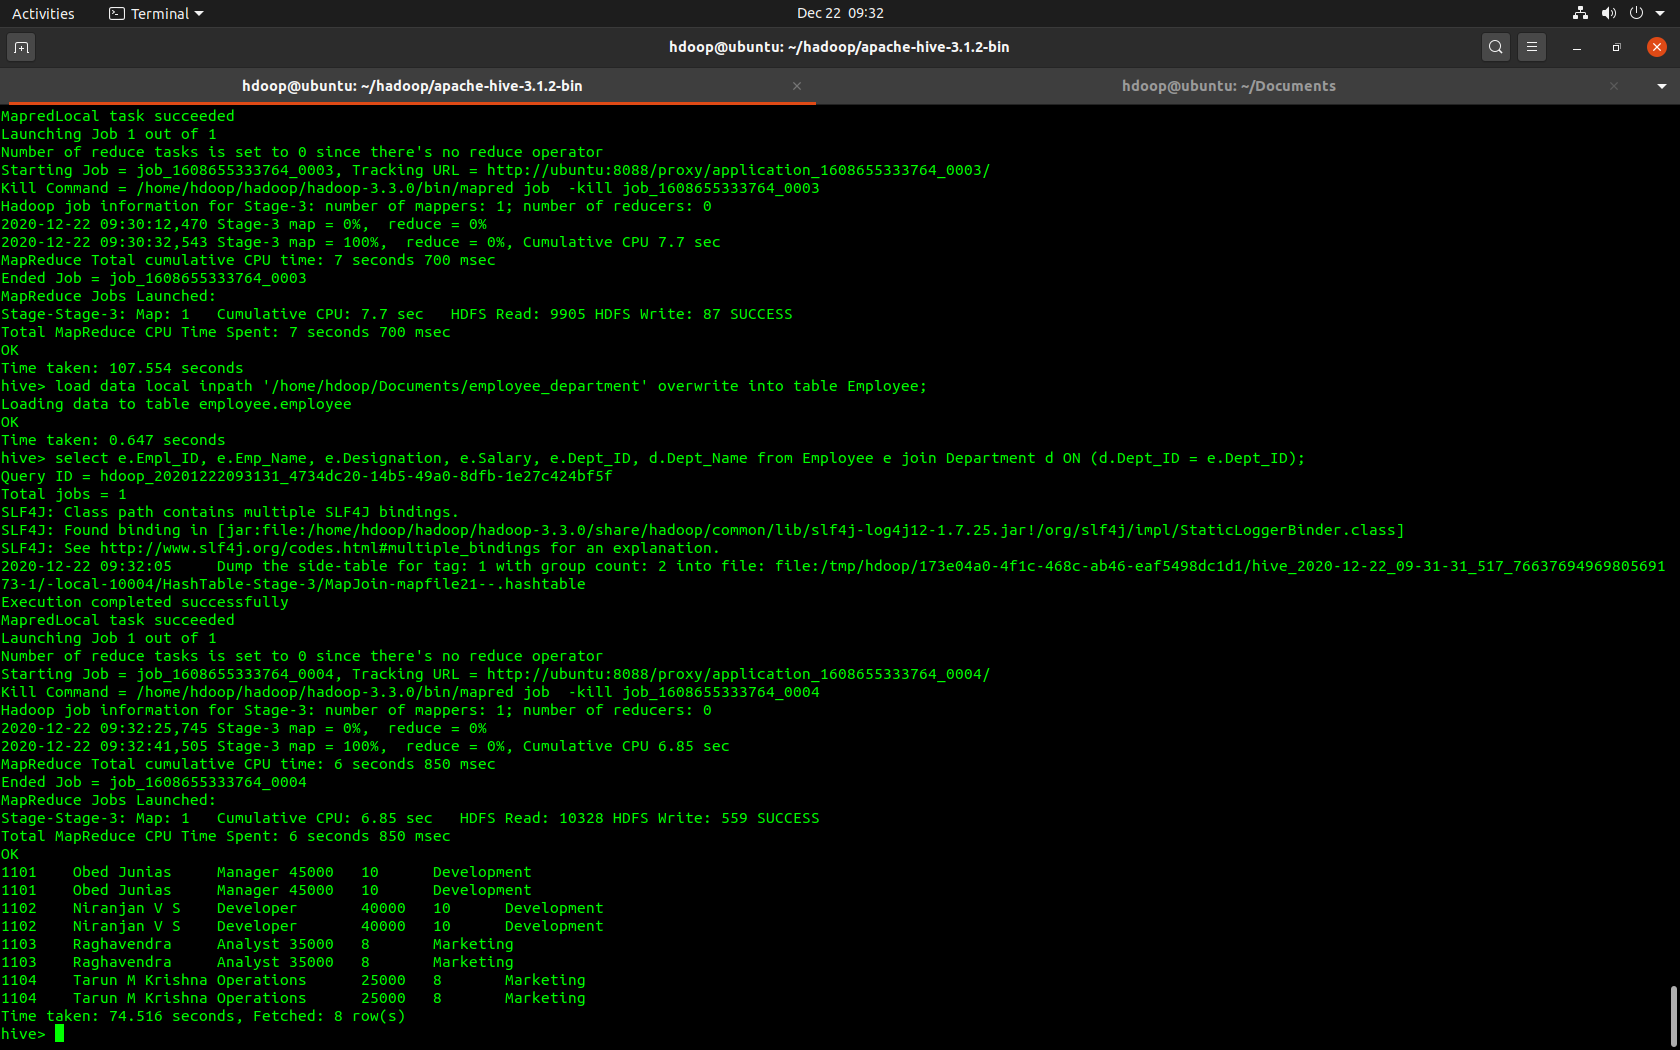 Activities
Terminal
Dec 22  09:32
hdoop@ubuntu: ~/hadoop/apache-hive-3.1.2-bin
hdoop@ubuntu: ~/hadoop/apache-hive-3.1.2-bin
hdoop@ubuntu: ~/Documents
MapredLocal task succeeded
Launching Job 1 out of 1
Number of reduce tasks is set to 0 since there's no reduce operator
Starting Job = job_1608655333764_0003, Tracking URL = http://ubuntu:8088/proxy/application_1608655333764_0003/
Kill Command = /home/hdoop/hadoop/hadoop-3.3.0/bin/mapred job  -kill job_1608655333764_0003
Hadoop job information for Stage-3: number of mappers: 1; number of reducers: 0
2020-12-22 09:30:12,470 Stage-3 map = 0%,  reduce = 0%
2020-12-22 09:30:32,543 Stage-3 map = 100%,  reduce = 0%, Cumulative CPU 7.7 sec
MapReduce Total cumulative CPU time: 7 seconds 700 msec
Ended Job = job_1608655333764_0003
MapReduce Jobs Launched:
Stage-Stage-3: Map: 1   Cumulative CPU: 7.7 sec   HDFS Read: 9905 HDFS Write: 87 SUCCESS
Total MapReduce CPU Time Spent: 7 seconds 700 msec
OK
Time taken: 107.554 seconds
hive> load data local inpath '/home/hdoop/Documents/employee_department' overwrite into table Employee;
Loading data to table employee.employee
OK
Time taken: 0.647 seconds
hive> select e.Empl_ID, e.Emp_Name, e.Designation, e.Salary, e.Dept_ID, d.Dept_Name from Employee e join Department d ON (d.Dept_ID = e.Dept_ID);
Query ID = hdoop_20201222093131_4734dc20-14b5-49a0-8dfb-1e27c424bf5f
Total jobs = 1
SLF4J: Class path contains multiple SLF4J bindings.
SLF4J: Found binding in [jar:file:/home/hdoop/hadoop/hadoop-3.3.0/share/hadoop/common/lib/slf4j-log4j12-1.7.25.jar!/org/slf4j/impl/StaticLoggerBinder.class]
SLF4J: See http://www.slf4j.org/codes.html#multiple_bindings for an explanation.
2020-12-22 09:32:05     Dump the side-table for tag: 1 with group count: 2 into file: file:/tmp/hdoop/173e04a0-4f1c-468c-ab46-eaf5498dc1d1/hive_2020-12-22_09-31-31_517_76637694969805691
73-1/-local-10004/HashTable-Stage-3/MapJoin-mapfile21--.hashtable
Execution completed successfully
MapredLocal task succeeded
Launching Job 1 out of 1
Number of reduce tasks is set to 0 since there's no reduce operator
Starting Job = job_1608655333764_0004, Tracking URL = http://ubuntu:8088/proxy/application_1608655333764_0004/
Kill Command = /home/hdoop/hadoop/hadoop-3.3.0/bin/mapred job  -kill job_1608655333764_0004
Hadoop job information for Stage-3: number of mappers: 1; number of reducers: 0
2020-12-22 09:32:25,745 Stage-3 map = 0%,  reduce = 0%
2020-12-22 09:32:41,505 Stage-3 map = 100%,  reduce = 0%, Cumulative CPU 6.85 sec
MapReduce Total cumulative CPU time: 6 seconds 850 msec
Ended Job = job_1608655333764_0004
MapReduce Jobs Launched:
Stage-Stage-3: Map: 1   Cumulative CPU: 6.85 sec   HDFS Read: 10328 HDFS Write: 559 SUCCESS
Total MapReduce CPU Time Spent: 6 seconds 850 msec
OK
1101    Obed Junias     Manager 45000   10      Development
1101    Obed Junias     Manager 45000   10      Development
1102    Niranjan V S    Developer       40000   10      Development
1102    Niranjan V S    Developer       40000   10      Development
1103    Raghavendra     Analyst 35000   8       Marketing
1103    Raghavendra     Analyst 35000   8       Marketing
1104    Tarun M Krishna Operations      25000   8       Marketing
1104    Tarun M Krishna Operations      25000   8       Marketing
Time taken: 74.516 seconds, Fetched: 8 row(s)
hive>